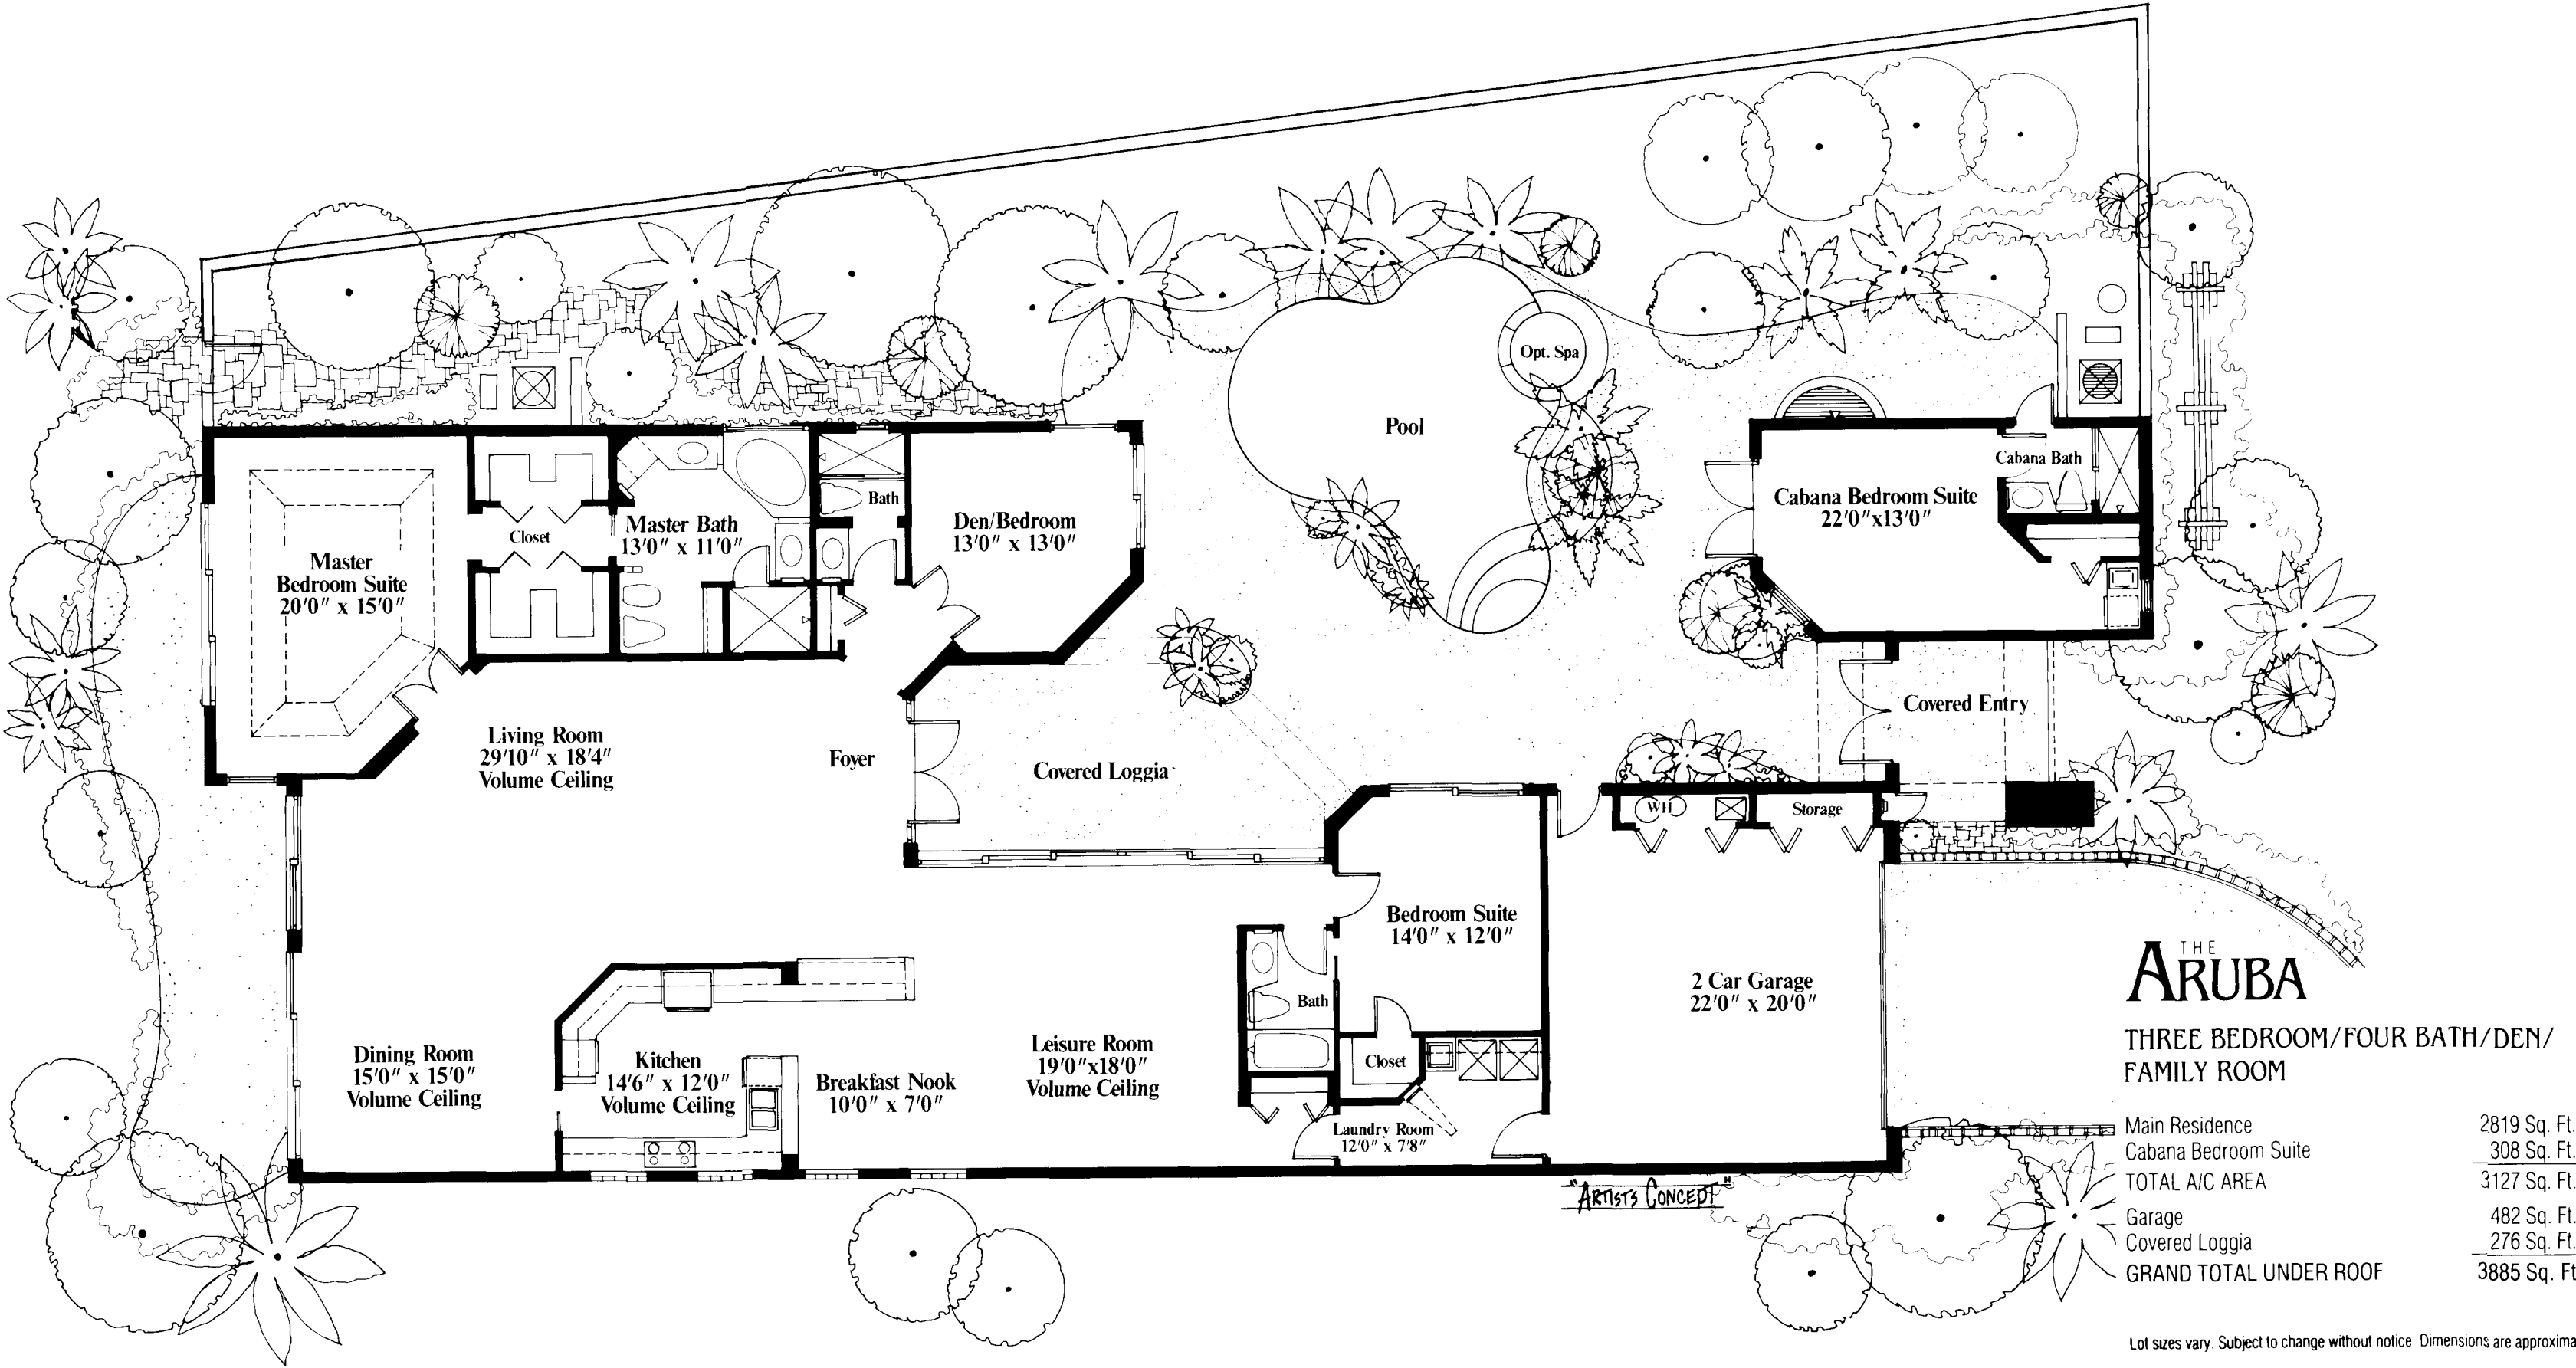 Opt. Spa
Pool
Cabana Bath
Cabana Bedroom Suite
22'0"x13'0"
Bath
Den/Bedroom
13'0" x 13'0"
Master Bath
13'0" x 11'0"
Closet
Master
Bedroom Suite
20'0" x 15'0"
Covered Entry
Living Room
29'10" x 18'4"
Volume Ceiling
Foyer
Covered Loggia
WH
Storage
Bedroom Suite
14'0" x 12'0"
2 Car Garage
22'0" x 20'0"
Bath
Dining Room
15'0" x 15'0"
Volume Ceiling
Kitchen
14'6" x 12'0"
Volume Ceiling
Breakfast Nook
10'0" x 7'0"
Leisure Room
19'0"x18'0"
Volume Ceiling
Closet
Laundry Room
12'0" x 7'8"
"ARTISTS CONCEPT"
THE
ARUBA
THREE BEDROOM/FOUR BATH/DEN/
FAMILY ROOM
Main Residence 2819 Sq. Ft.
Cabana Bedroom Suite 308 Sq. Ft.
TOTAL A/C AREA 3127 Sq. Ft.
Garage 482 Sq. Ft.
Covered Loggia 276 Sq. Ft.
GRAND TOTAL UNDER ROOF 3885 Sq. Ft
Lot sizes vary. Subject to change without notice. Dimensions are approxima